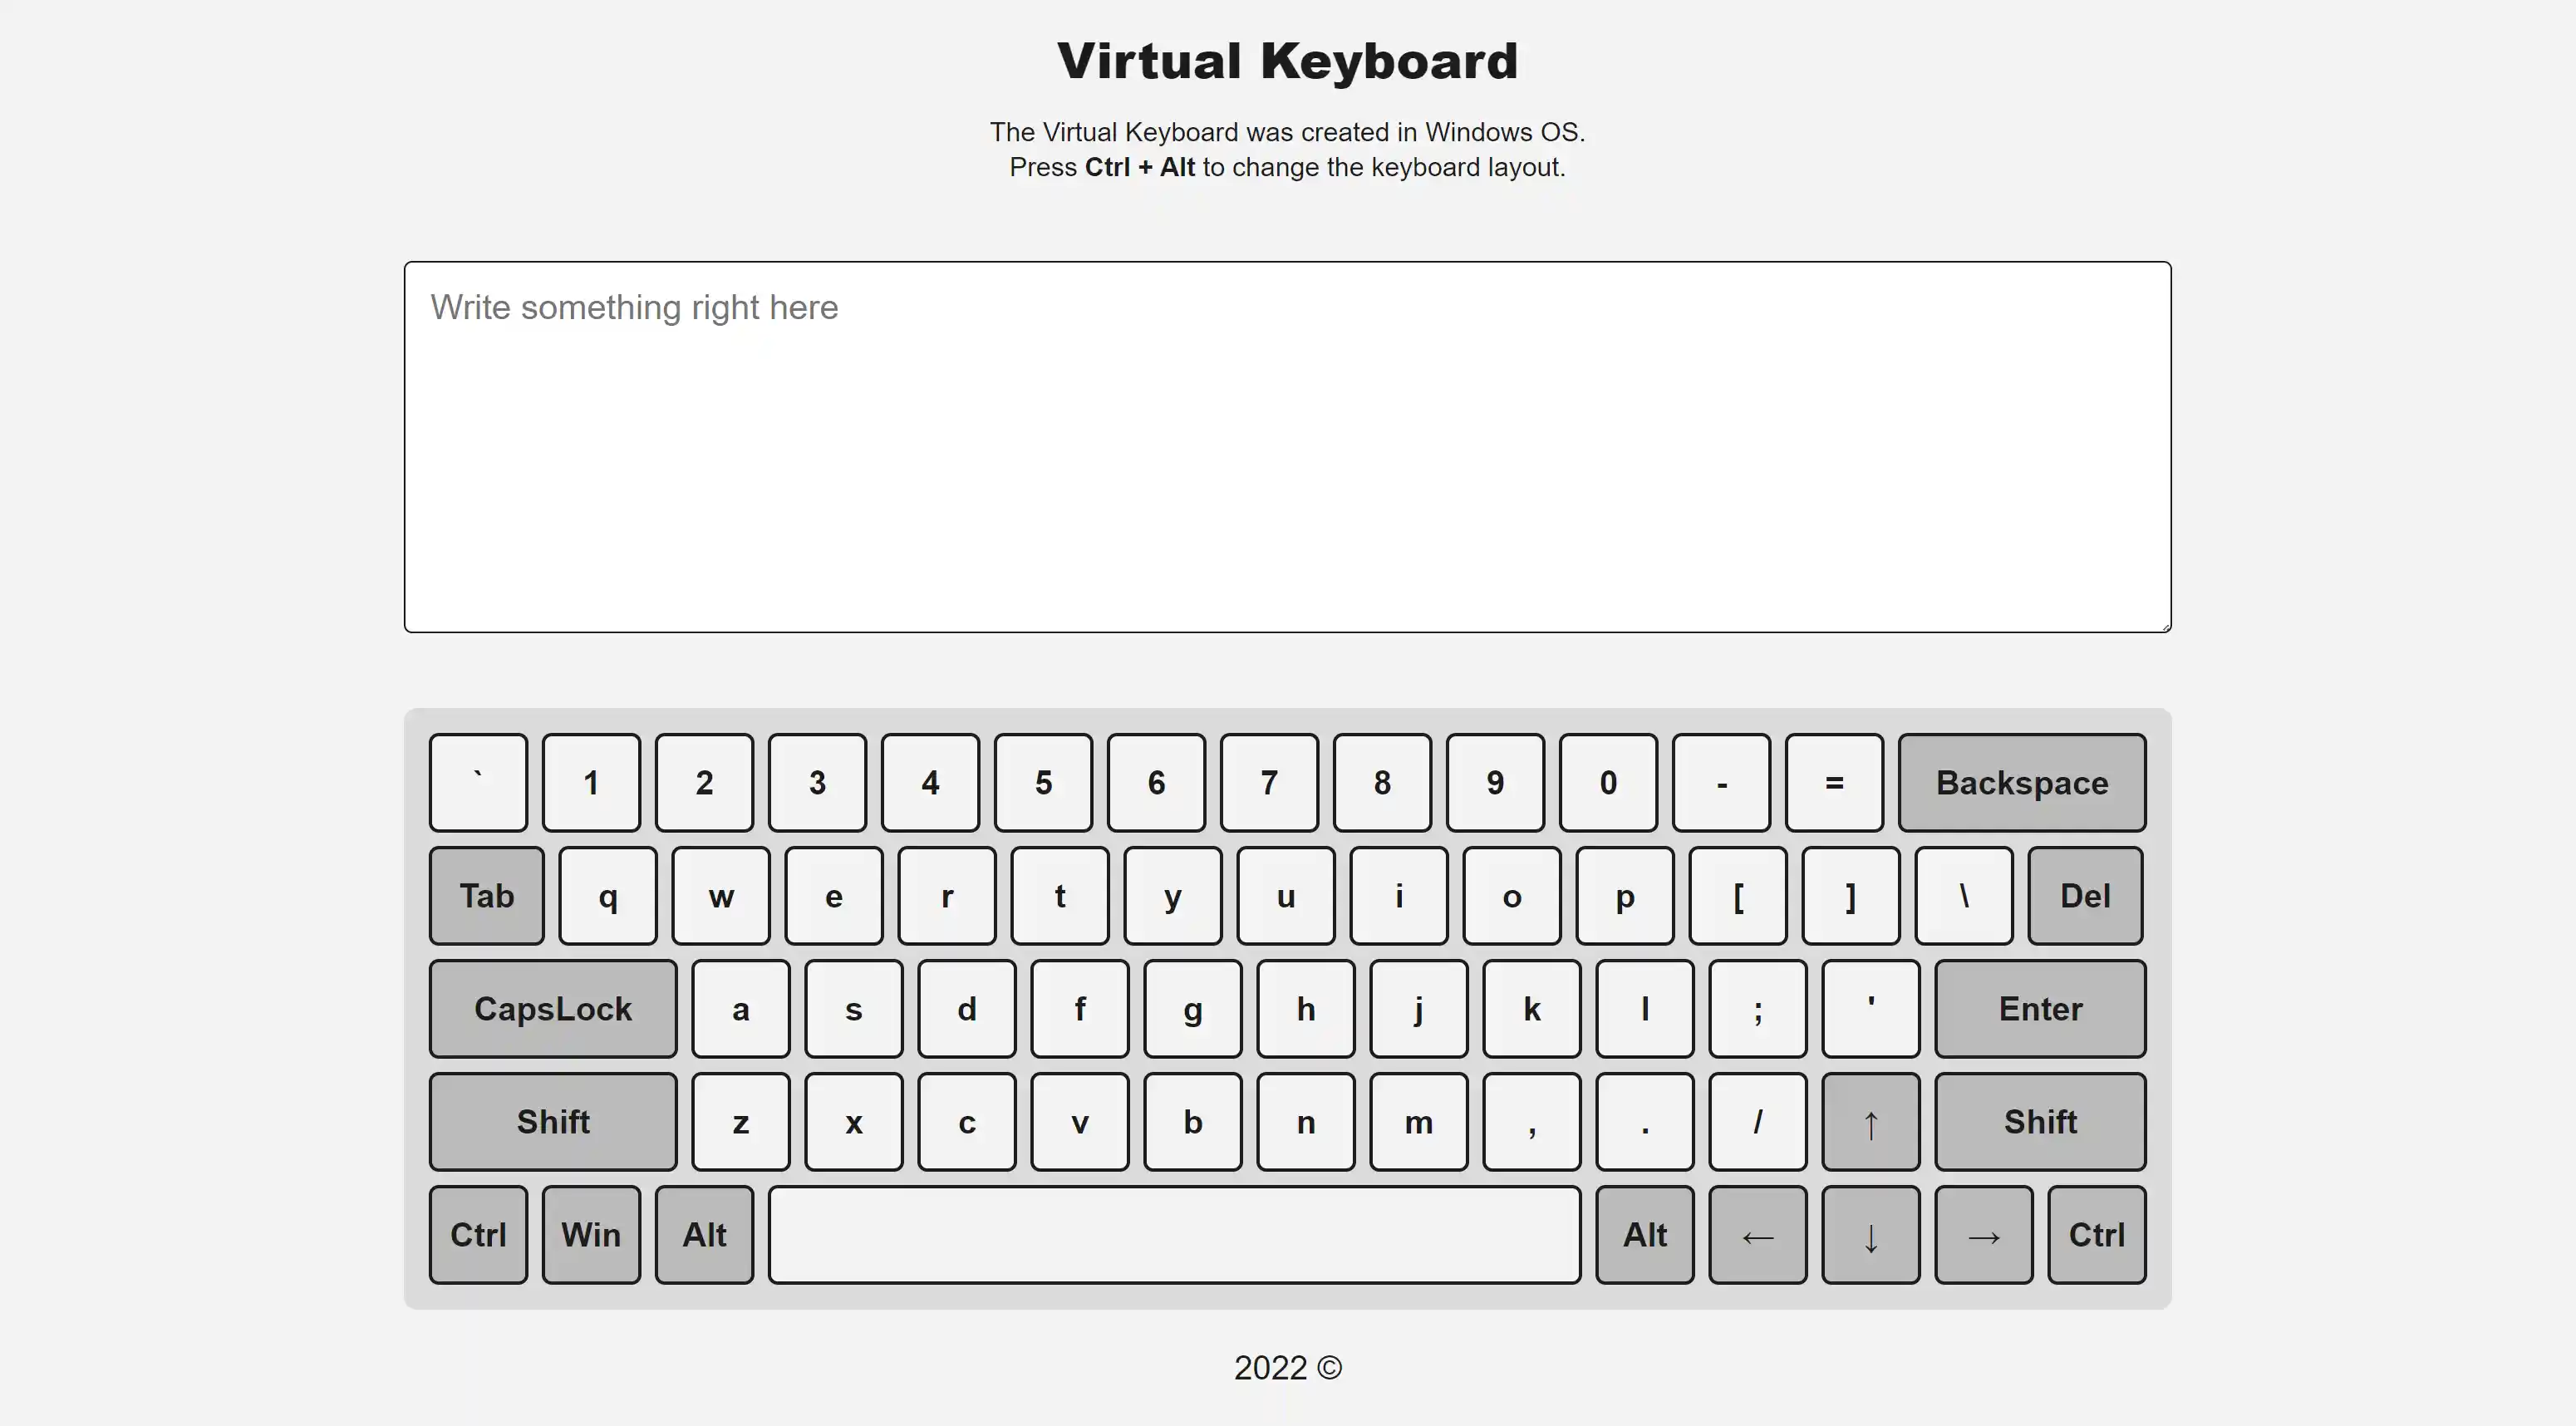 Virtual Keyboard
The Virtual Keyboard was created in Windows OS.
Press Ctrl + Alt to change the keyboard layout.
Write something right here
` 1 2 3 4 5 6 7 8 9 0 - = Backspace
Tab q w e r t y u i o p [ ] \ Del
CapsLock a s d f g h j k l ; ' Enter
Shift z x c v b n m , . / ↑ Shift
Ctrl Win Alt Alt ← ↓ → Ctrl
2022 ©